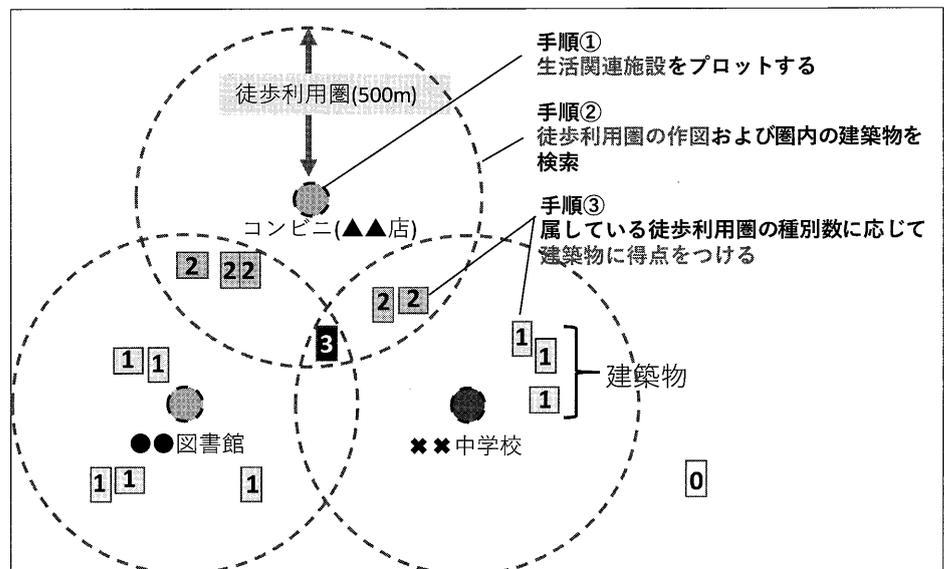 手順①
生活関連施設をプロットする
徒歩利用圏(500m)
手順②
徒歩利用圏の作図および圏内の建築物を
検索
手順③
属している徒歩利用圏の種別数に応じて
建築物に得点をつける
コンビニ(▲▲店)
2
2 2
2
2
3
1
1
1
1
1
建築物
●●図書館
✖✖中学校
1
1
1
0